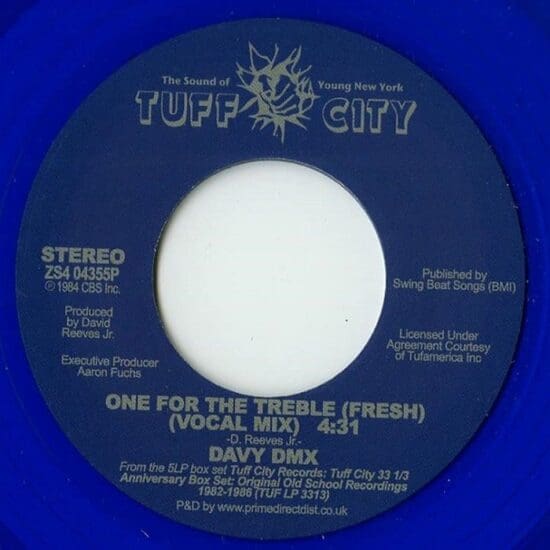 The Sound of Young New York
TUFF CITY
STEREO
ZS4 04355P
℗ 1984 CBS Inc.
Produced
by David
Reeves Jr.
Executive Producer
Aaron Fuchs
Published by
Swing Beat Songs (BMI)
Licensed Under
Agreement Courtesy
of Tufamerica Inc
ONE FOR THE TREBLE (FRESH)
(VOCAL MIX) 4:31
-D. Reeves Jr.-
DAVY DMX
From the 5LP box set Tuff City Records: Tuff City 33 1/3
Anniversary Box Set: Original Old School Recordings
1982-1986 (TUF LP 3313)
P&D by www.primedirectdist.co.uk